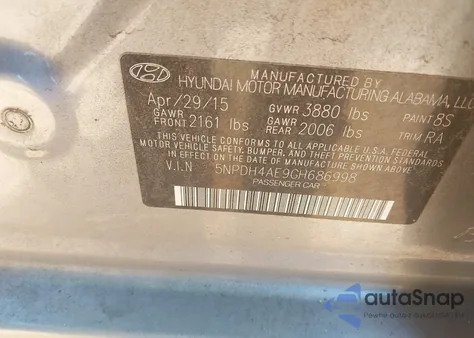 MANUFACTURED BY
HYUNDAI MOTOR MANUFACTURING ALABAMA, LLC
Apr/29/15 GVWR 3880 lbs PAINT 8S
GAWR FRONT 2161 lbs GAWR REAR 2006 lbs TRIM RA
THIS VEHICLE CONFORMS TO ALL APPLICABLE U.S.A. FEDERAL
MOTOR VEHICLE SAFETY, BUMPER, AND THEFT PREVENTION STANDARDS
IN EFFECT ON THE DATE OF MANUFACTURE SHOWN ABOVE.
V.I.N 5NPDH4AE9GH686998
PASSENGER CAR
autoSnap